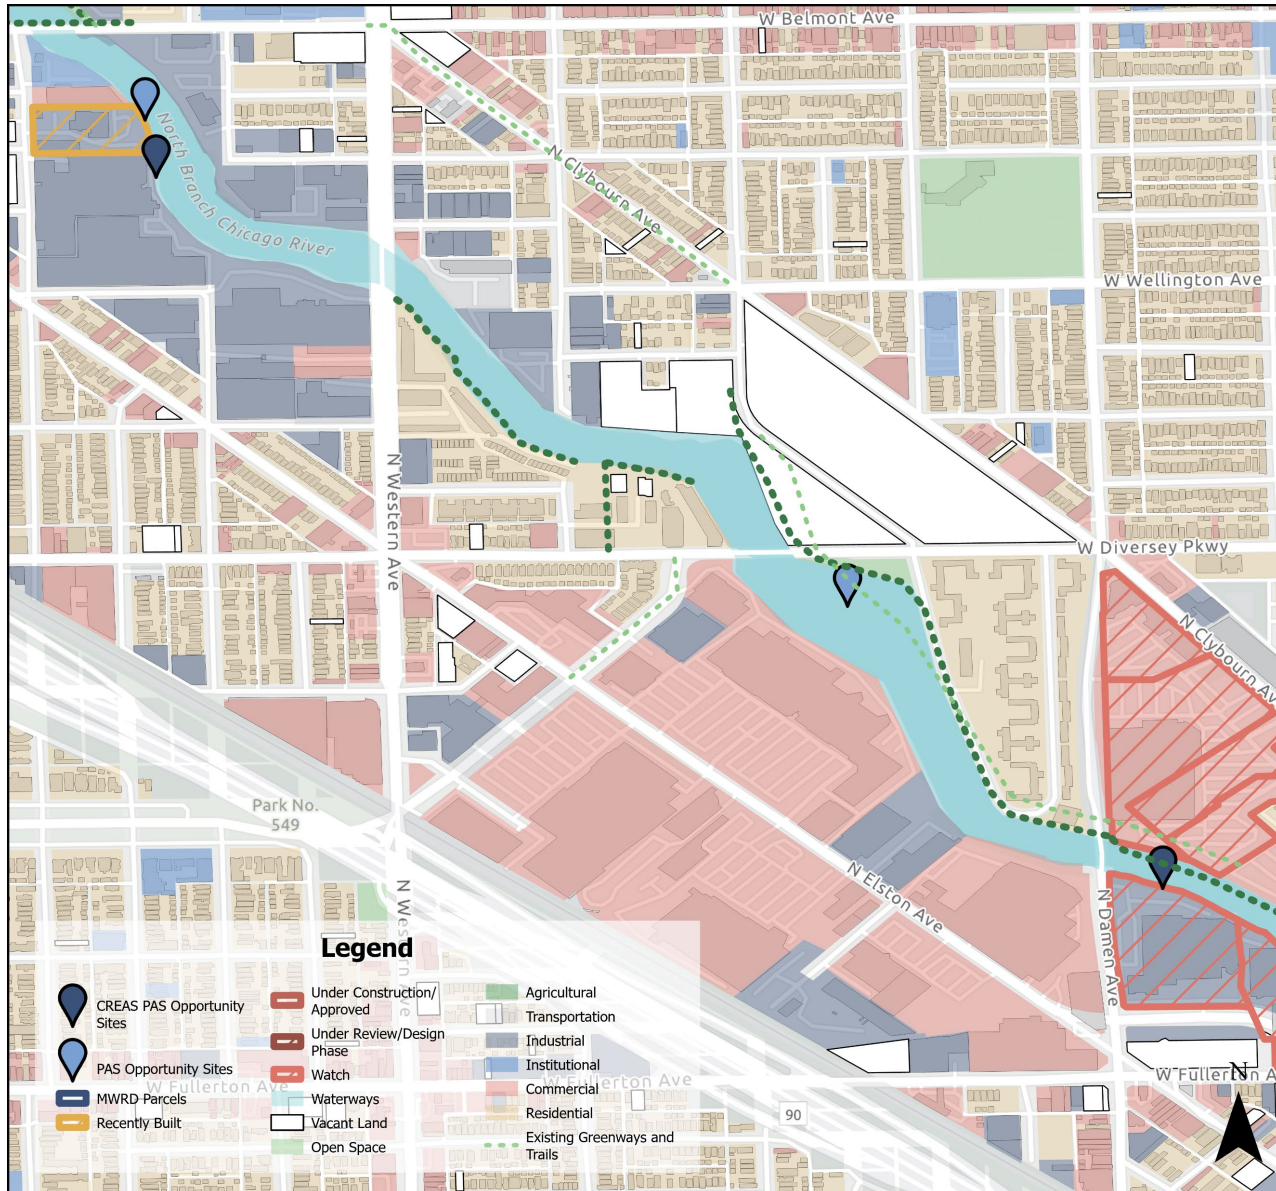 W Belmont Ave
North Branch Chicago River
N Clybourn Ave
W Wellington Ave
N Western Ave
W Diversey Pkwy
N Clybourn Av
Park No.
549
N Elston Ave
N Damen Ave
N Western Ave
W Fullerton Ave
W Fullerton Ave
W Fullerton A
90
N
Legend
CREAS PAS Opportunity
Sites
PAS Opportunity Sites
MWRD Parcels
Recently Built
Under Construction/
Approved
Under Review/Design
Phase
Watch
Waterways
Vacant Land
Open Space
Agricultural
Transportation
Industrial
Institutional
Commercial
Residential
Existing Greenways and
Trails